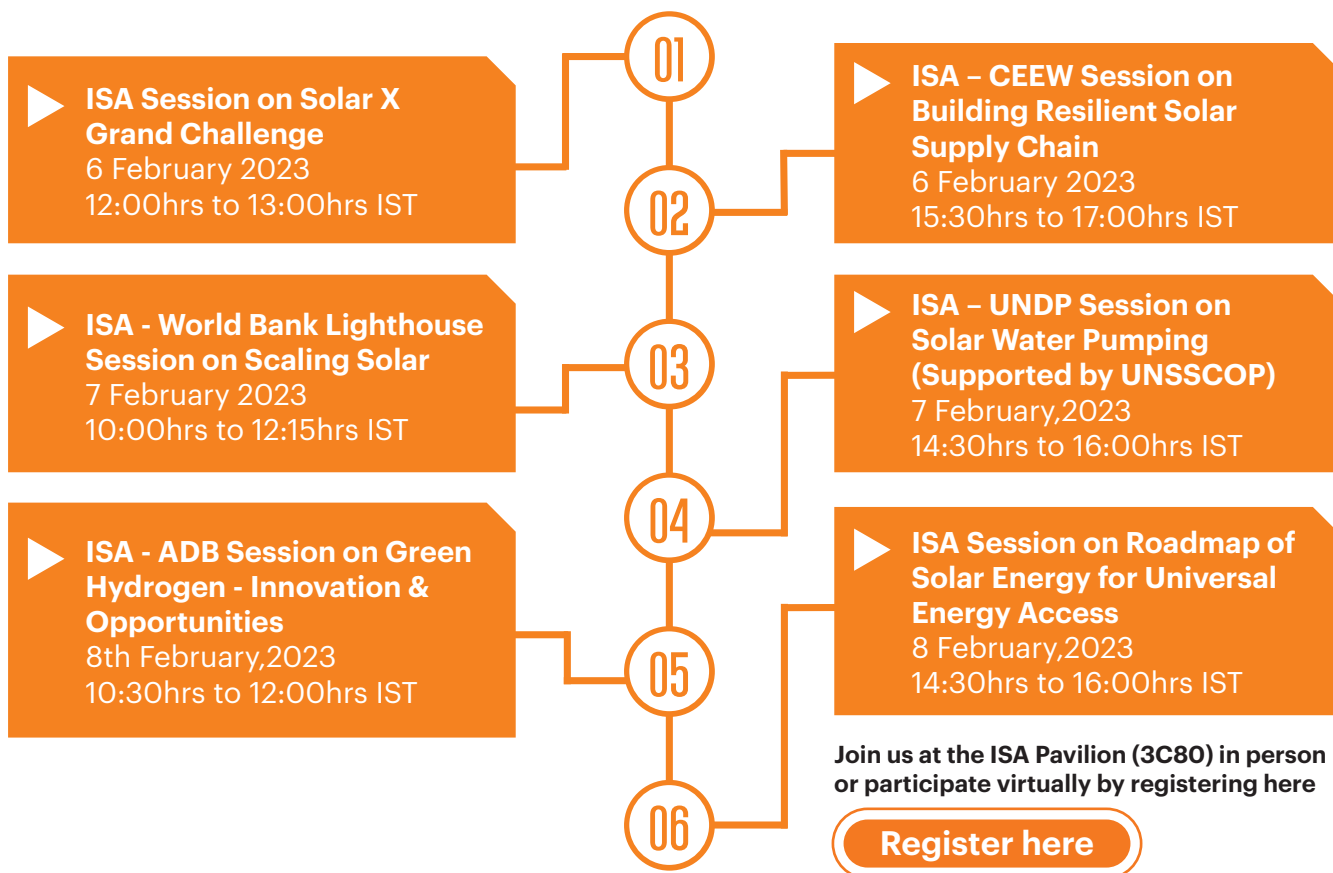 01
ISA Session on Solar X
Grand Challenge
6 February 2023
12:00hrs to 13:00hrs IST
02
ISA – CEEW Session on
Building Resilient Solar
Supply Chain
6 February 2023
15:30hrs to 17:00hrs IST
03
ISA - World Bank Lighthouse
Session on Scaling Solar
7 February 2023
10:00hrs to 12:15hrs IST
04
ISA – UNDP Session on
Solar Water Pumping
(Supported by UNSSCOP)
7 February,2023
14:30hrs to 16:00hrs IST
05
ISA - ADB Session on Green
Hydrogen - Innovation &
Opportunities
8th February,2023
10:30hrs to 12:00hrs IST
06
ISA Session on Roadmap of
Solar Energy for Universal
Energy Access
8 February,2023
14:30hrs to 16:00hrs IST
Join us at the ISA Pavilion (3C80) in person
or participate virtually by registering here
Register here